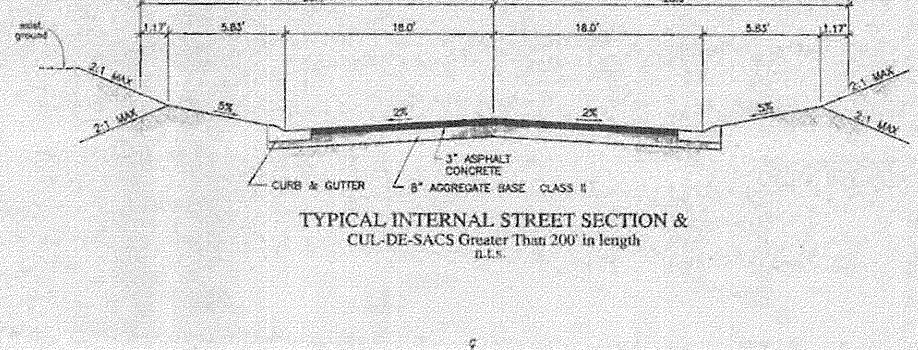 exist.
ground
1.17' 5.83' 18.0' 18.0' 5.83' 1.17'
2:1 MAX 2:1 MAX
2:1 MAX 5% 2% 2% 5% 2:1 MAX
3" ASPHALT
CONCRETE
CURB & GUTTER
8" AGGREGATE BASE CLASS II
TYPICAL INTERNAL STREET SECTION &
CUL-DE-SACS Greater Than 200' in length
n.t.s.